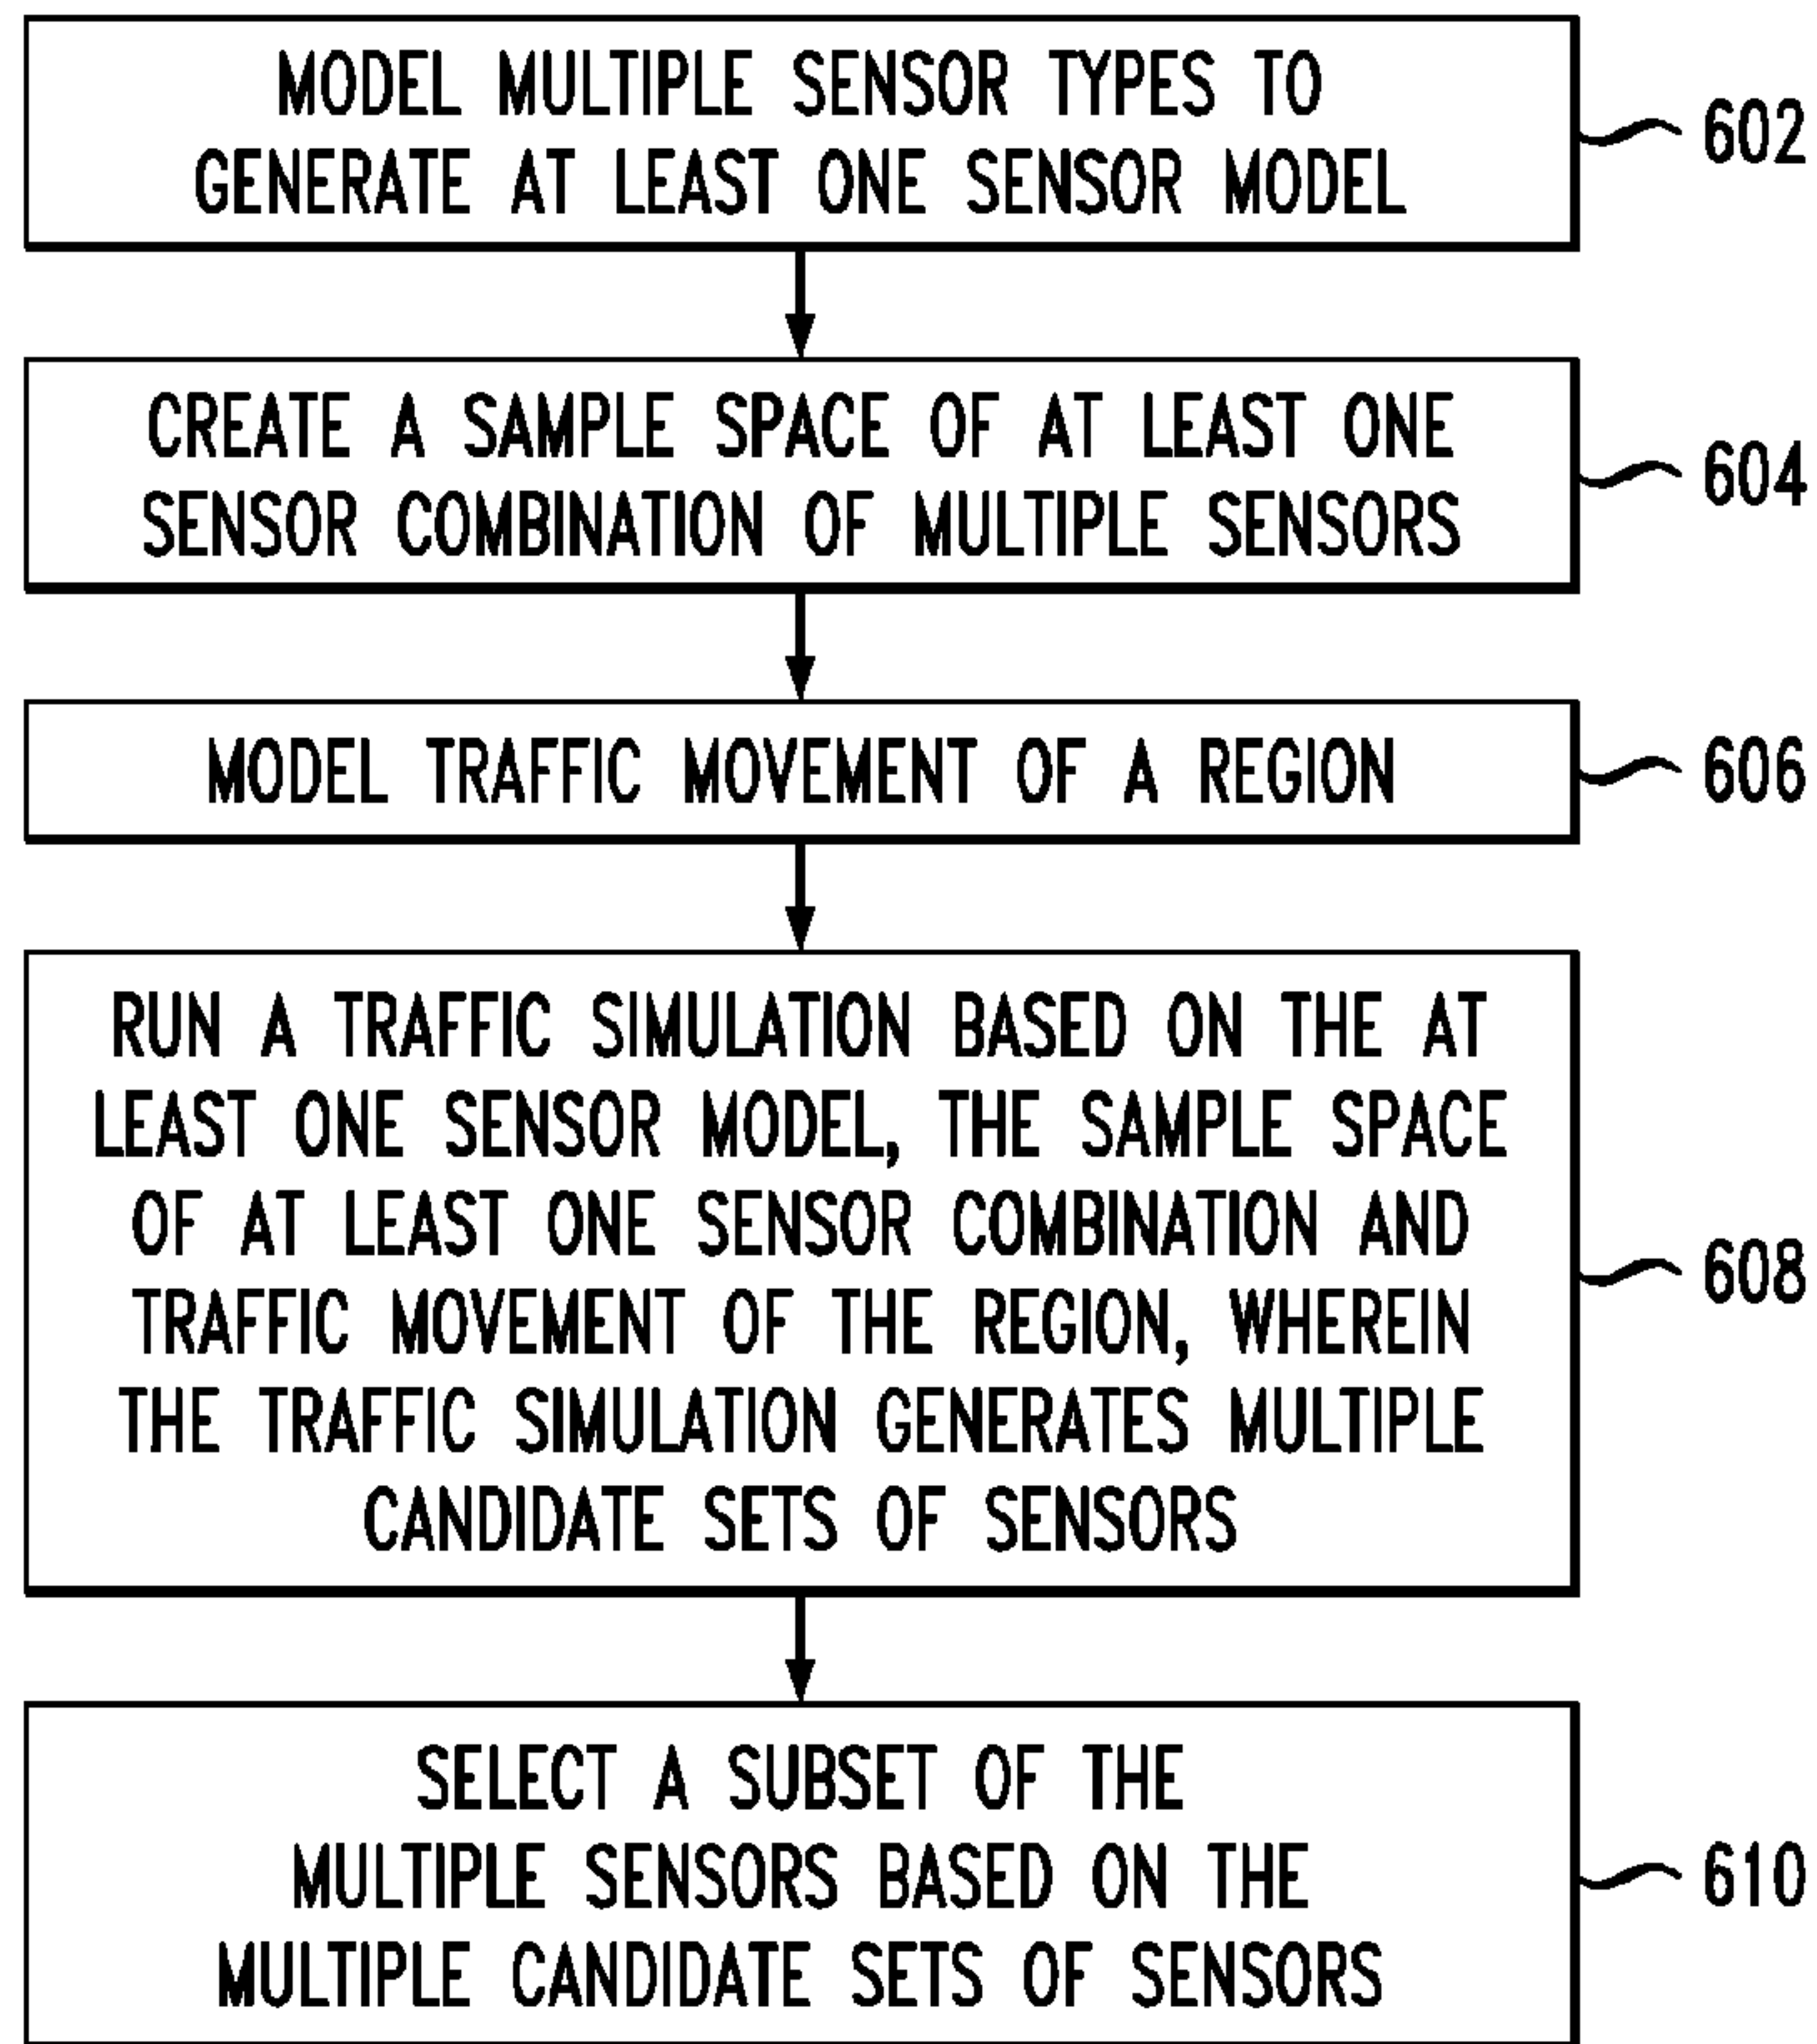 MODEL MULTIPLE SENSOR TYPES TO
GENERATE AT LEAST ONE SENSOR MODEL
602
CREATE A SAMPLE SPACE OF AT LEAST ONE
SENSOR COMBINATION OF MULTIPLE SENSORS
604
MODEL TRAFFIC MOVEMENT OF A REGION
606
RUN A TRAFFIC SIMULATION BASED ON THE AT
LEAST ONE SENSOR MODEL, THE SAMPLE SPACE
OF AT LEAST ONE SENSOR COMBINATION AND
TRAFFIC MOVEMENT OF THE REGION, WHEREIN
THE TRAFFIC SIMULATION GENERATES MULTIPLE
CANDIDATE SETS OF SENSORS
608
SELECT A SUBSET OF THE
MULTIPLE SENSORS BASED ON THE
MULTIPLE CANDIDATE SETS OF SENSORS
610